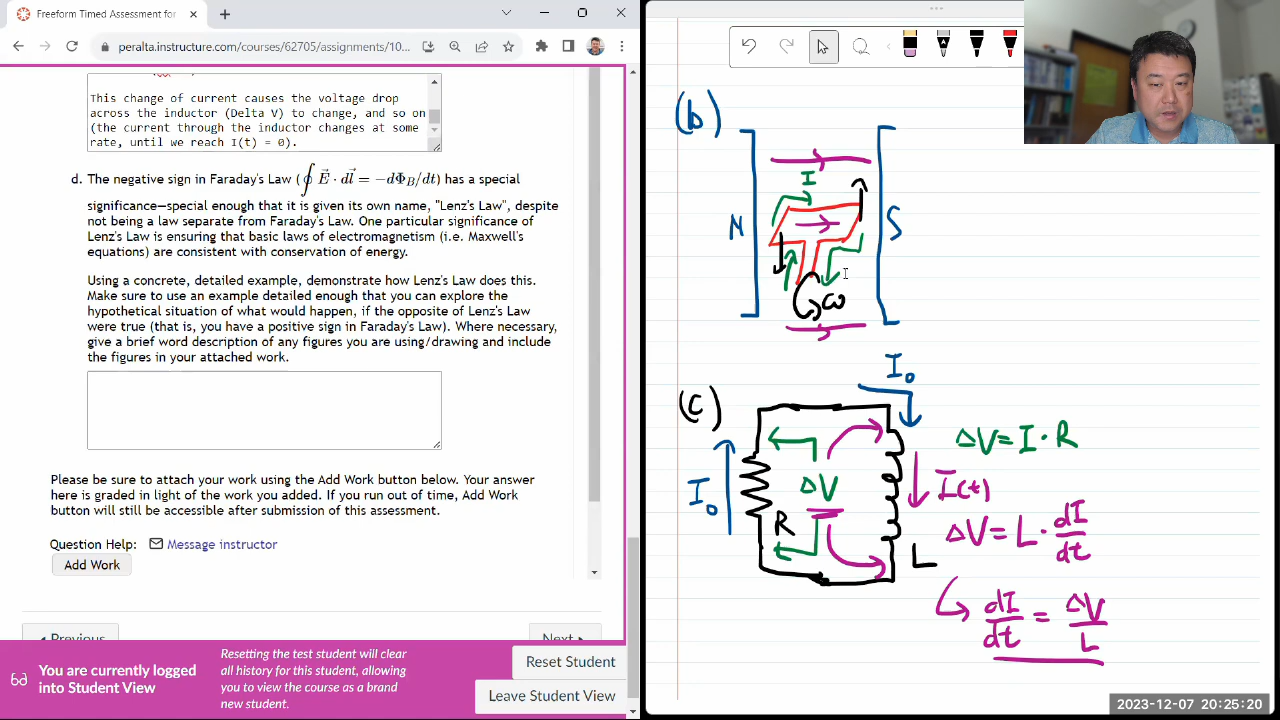 Freeform Timed Assessment for
peralta.instructure.com/courses/62705/assignments/10...
This change of current causes the voltage drop
across the inductor (Delta V) to change, and so on
(the current through the inductor changes at some
rate, until we reach I(t) = 0).
d. The negative sign in Faraday's Law (∮ E⃗ · dl⃗ = −dΦ_B/dt) has a special
significance—special enough that it is given its own name, "Lenz's Law", despite
not being a law separate from Faraday's Law. One particular significance of
Lenz's Law is ensuring that basic laws of electromagnetism (i.e. Maxwell's
equations) are consistent with conservation of energy.
Using a concrete, detailed example, demonstrate how Lenz's Law does this.
Make sure to use an example detailed enough that you can explore the
hypothetical situation of what would happen, if the opposite of Lenz's Law
were true (that is, you have a positive sign in Faraday's Law). Where necessary,
give a brief word description of any figures you are using/drawing and include
the figures in your attached work.
Please be sure to attach your work using the Add Work button below. Your answer
here is graded in light of the work you added. If you run out of time, Add Work
button will still be accessible after submission of this assessment.
Question Help: Message instructor
Add Work
Previous
Next
You are currently logged
into Student View
Resetting the test student will clear
all history for this student, allowing
you to view the course as a brand
new student.
Reset Student
Leave Student View
(b)
I
N
S
ω
(c)
I₀
I₀
ΔV
R
L
ΔV = I · R
I(t)
ΔV = L · dI/dt
dI/dt = ΔV/L
2023-12-07 20:25:20